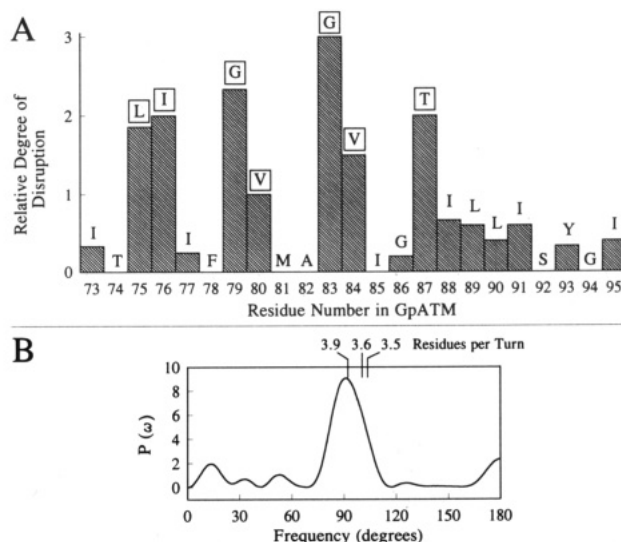 A
Relative Degree of
Disruption
3
2
1
0
I
T
L
I
I
F
G
V
M
A
G
V
I
G
T
I
L
L
I
S
Y
G
I
73 74 75 76 77 78 79 80 81 82 83 84 85 86 87 88 89 90 91 92 93 94 95
Residue Number in GpATM
B
3.9 3.6 3.5 Residues per Turn
P (ω)
10
8
6
4
2
0
0 30 60 90 120 150 180
Frequency (degrees)